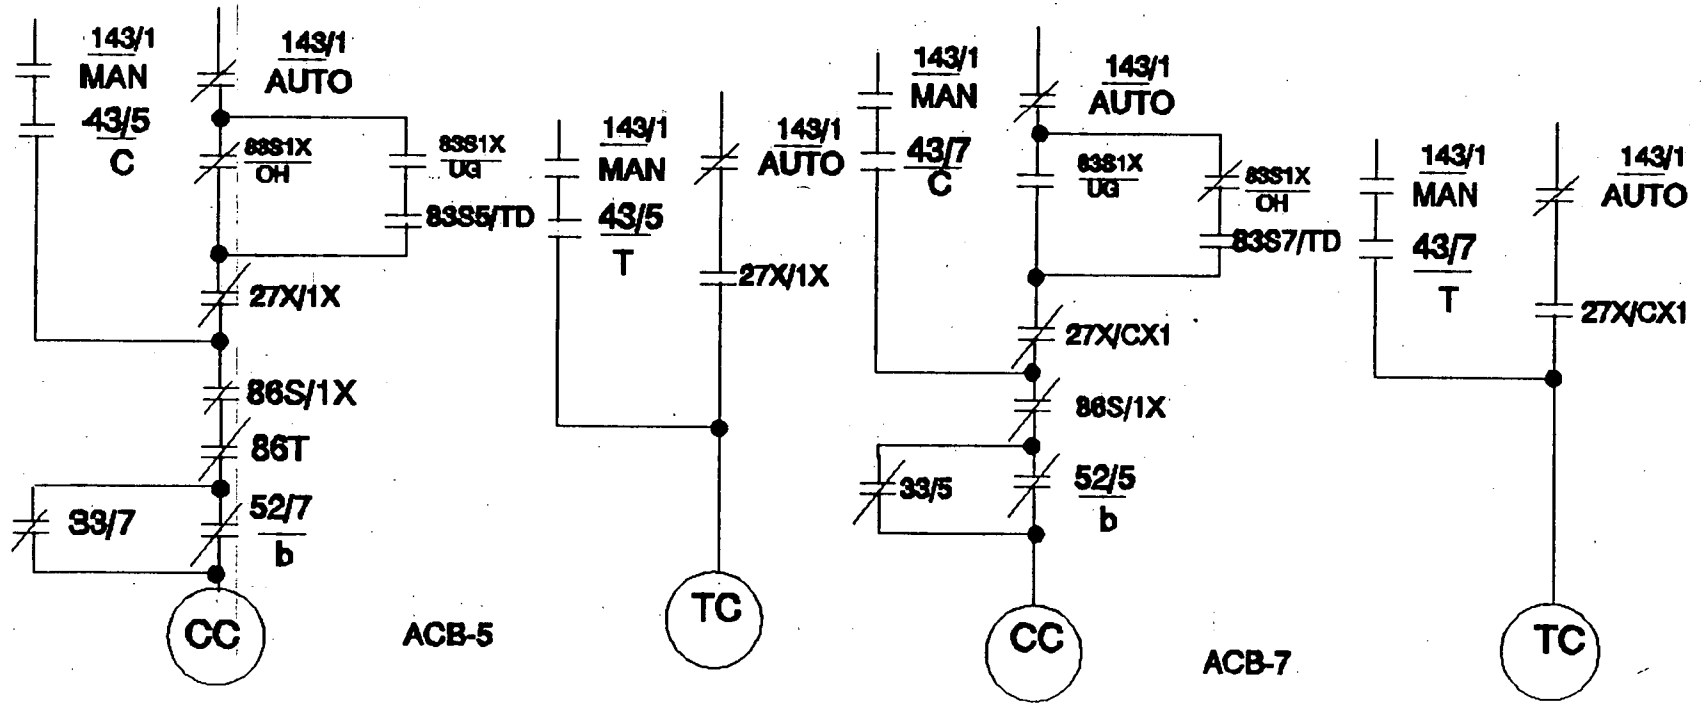 143/1
MAN
43/5
C
143/1
AUTO
83S1X
OH
83S1X
UG
83S5/TD
27X/1X
86S/1X
86T
33/7
52/7
b
CC
ACB-5
143/1
MAN
43/5
T
143/1
AUTO
27X/1X
TC
143/1
MAN
43/7
C
143/1
AUTO
83S1X
UG
83S1X
OH
83S7/TD
27X/CX1
86S/1X
33/5
52/5
b
CC
ACB-7
143/1
MAN
43/7
T
143/1
AUTO
27X/CX1
TC